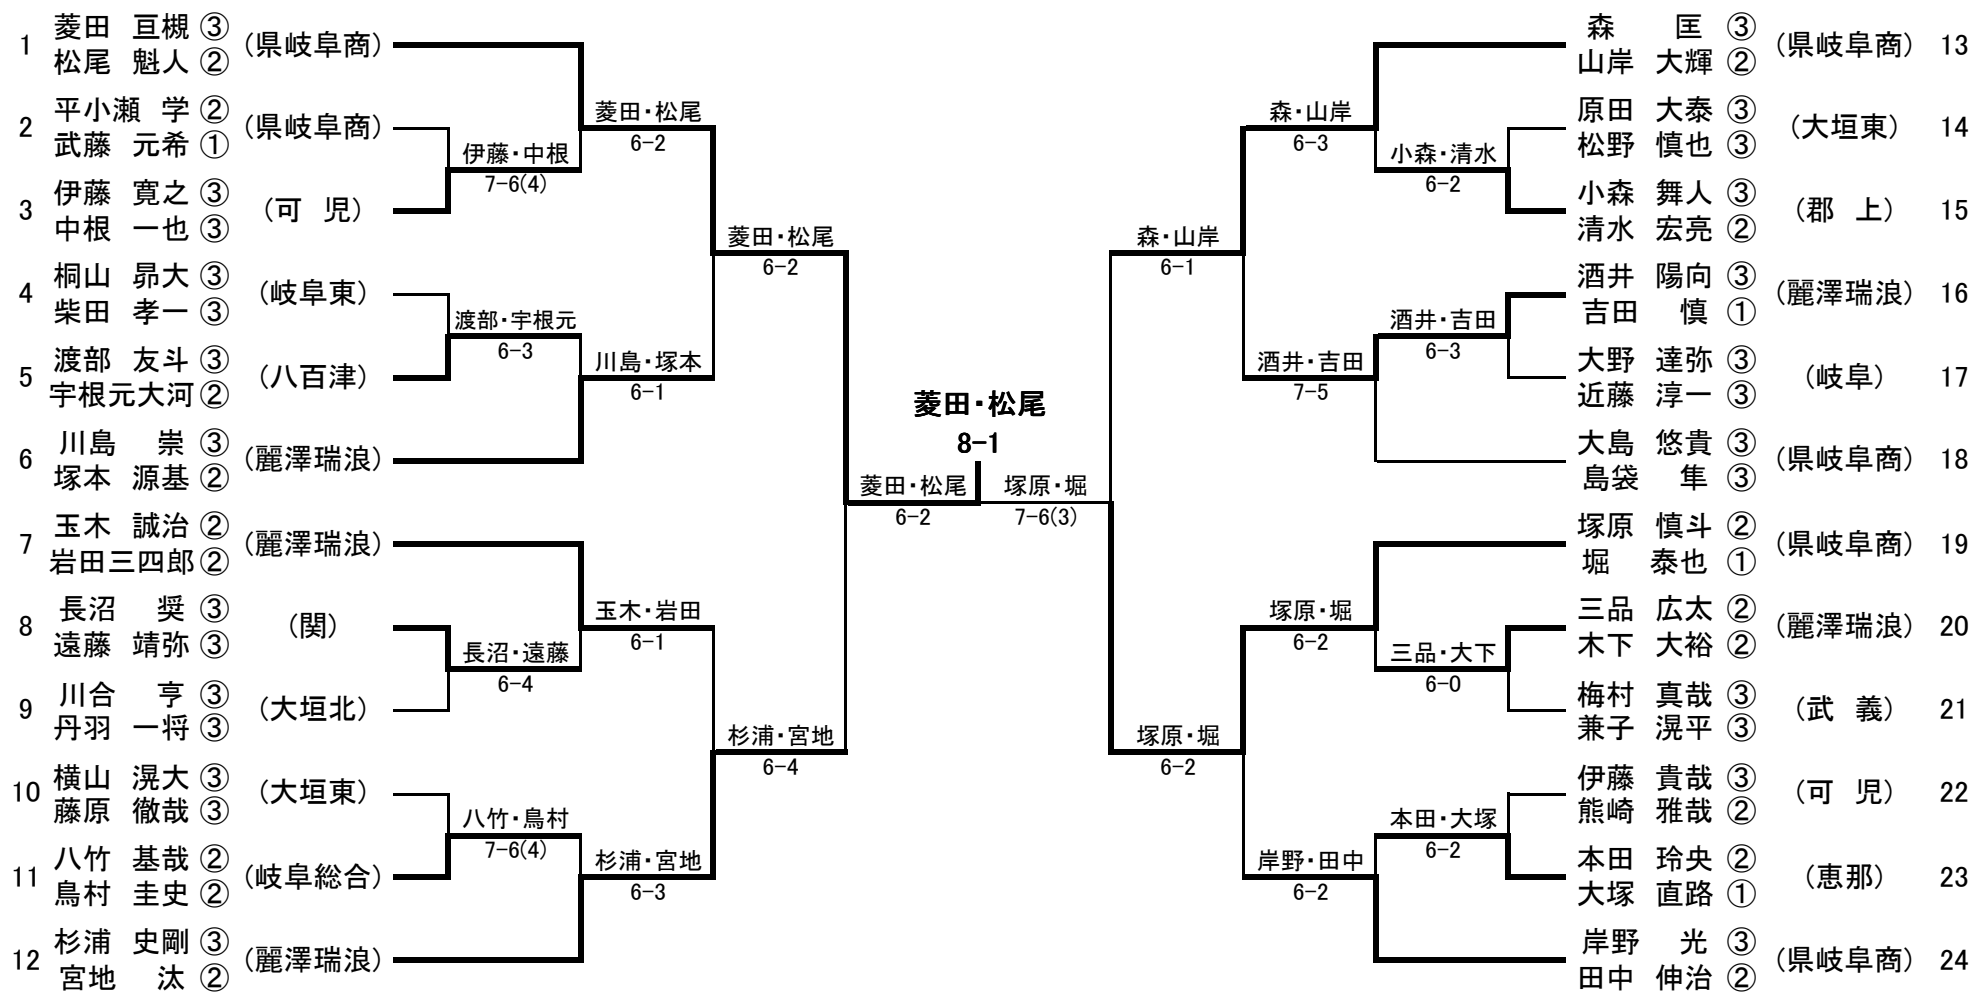 1 菱田 亘槻 ③ (県岐阜商)
松尾 魁人 ②
2 平小瀬 学 ② (県岐阜商)
武藤 元希 ①
3 伊藤 寛之 ③ (可 児)
中根 一也 ③
4 桐山 昴大 ③ (岐阜東)
柴田 孝一 ③
5 渡部 友斗 ③ (八百津)
宇根元大河 ②
6 川島 崇 ③ (麗澤瑞浪)
塚本 源基 ②
7 玉木 誠治 ② (麗澤瑞浪)
岩田三四郎 ②
8 長沼 奨 ③ (関)
遠藤 靖弥 ③
9 川合 亨 ③ (大垣北)
丹羽 一将 ③
10 横山 滉大 ③ (大垣東)
藤原 徹哉 ③
11 八竹 基哉 ② (岐阜総合)
鳥村 圭史 ②
12 杉浦 史剛 ③ (麗澤瑞浪)
宮地 汰 ②
伊藤・中根
7-6(4)
渡部・宇根元
6-3
長沼・遠藤
6-4
八竹・鳥村
7-6(4)
菱田・松尾
6-2
川島・塚本
6-1
玉木・岩田
6-1
杉浦・宮地
6-3
菱田・松尾
6-2
杉浦・宮地
6-4
菱田・松尾
6-2
菱田・松尾
8-1
塚原・堀
7-6(3)
森・山岸
6-1
塚原・堀
6-2
森・山岸
6-3
酒井・吉田
7-5
塚原・堀
6-2
岸野・田中
6-2
小森・清水
6-2
酒井・吉田
6-3
三品・大下
6-0
本田・大塚
6-2
森 匡 ③ (県岐阜商) 13
山岸 大輝 ②
原田 大泰 ③ (大垣東) 14
松野 慎也 ③
小森 舞人 ③ (郡 上) 15
清水 宏亮 ②
酒井 陽向 ③ (麗澤瑞浪) 16
吉田 慎 ①
大野 達弥 ③ (岐阜) 17
近藤 淳一 ③
大島 悠貴 ③ (県岐阜商) 18
島袋 隼 ③
塚原 慎斗 ② (県岐阜商) 19
堀 泰也 ①
三品 広太 ② (麗澤瑞浪) 20
木下 大裕 ②
梅村 真哉 ③ (武 義) 21
兼子 滉平 ③
伊藤 貴哉 ③ (可 児) 22
熊崎 雅哉 ②
本田 玲央 ② (恵那) 23
大塚 直路 ①
岸野 光 ③ (県岐阜商) 24
田中 伸治 ②